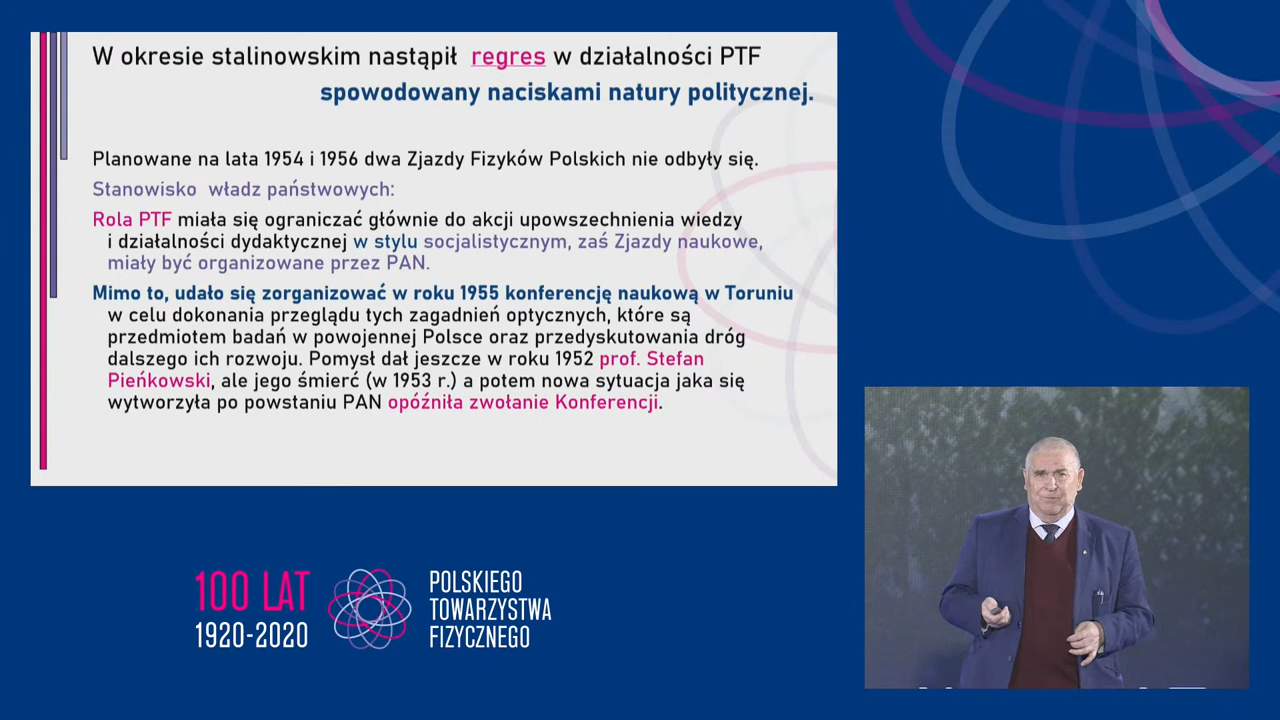 W okresie stalinowskim nastąpił regres w działalności PTF
spowodowany naciskami natury politycznej.
Planowane na lata 1954 i 1956 dwa Zjazdy Fizyków Polskich nie odbyły się.
Stanowisko władz państwowych:
Rola PTF miała się ograniczać głównie do akcji upowszechnienia wiedzy
i działalności dydaktycznej w stylu socjalistycznym, zaś Zjazdy naukowe,
miały być organizowane przez PAN.
Mimo to, udało się zorganizować w roku 1955 konferencję naukową w Toruniu
w celu dokonania przeglądu tych zagadnień optycznych, które są
przedmiotem badań w powojennej Polsce oraz przedyskutowania dróg
dalszego ich rozwoju. Pomysł dał jeszcze w roku 1952 prof. Stefan
Pieńkowski, ale jego śmierć (w 1953 r.) a potem nowa sytuacja jaka się
wytworzyła po powstaniu PAN opóźniła zwołanie Konferencji.
100 LAT
1920-2020
POLSKIEGO
TOWARZYSTWA
FIZYCZNEGO